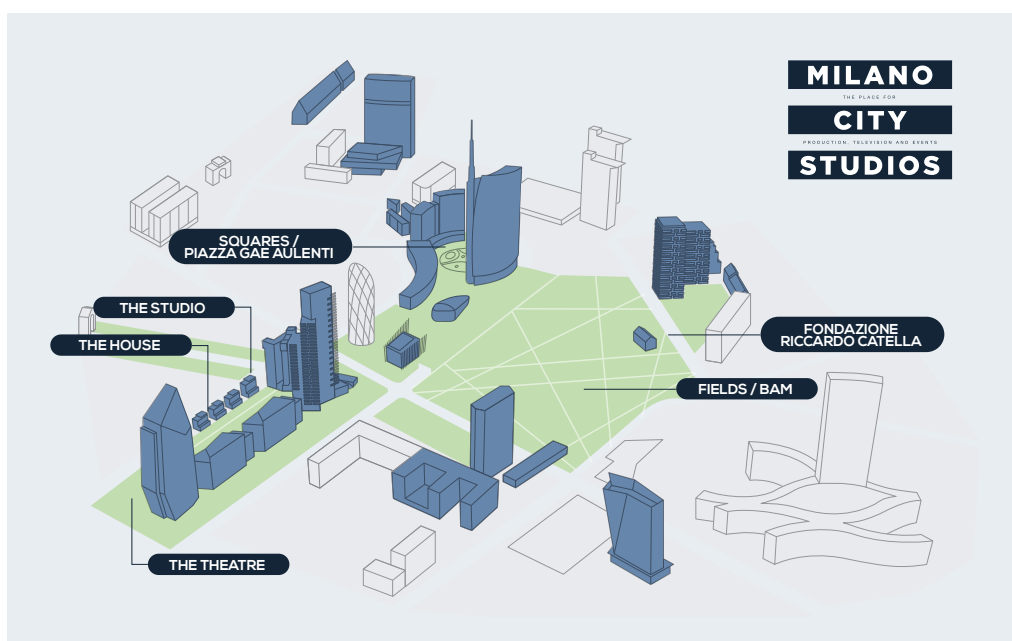 MILANO
THE PLACE FOR
CITY
PRODUCTION, TELEVISION AND EVENTS
STUDIOS
SQUARES /
PIAZZA GAE AULENTI
THE STUDIO
THE HOUSE
FONDAZIONE
RICCARDO CATELLA
FIELDS / BAM
THE THEATRE